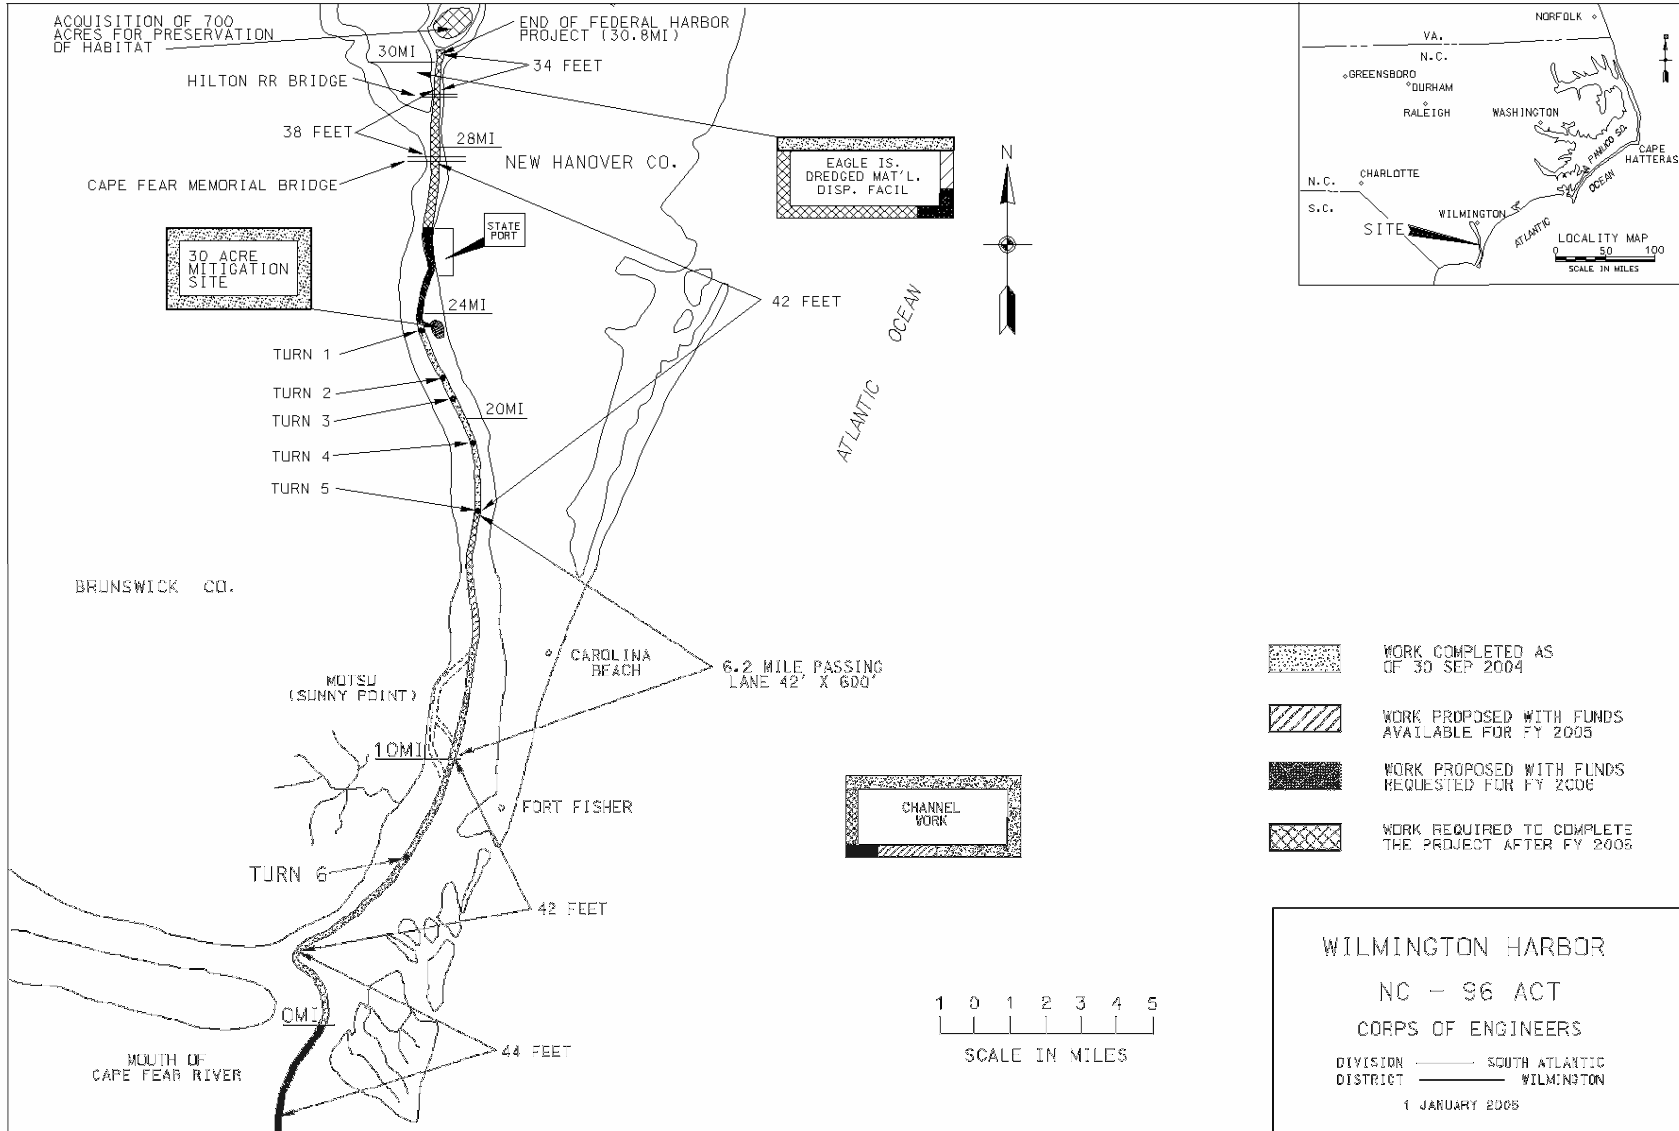 ACQUISITION OF 700
ACRES FOR PRESERVATION
OF HABITAT
END OF FEDERAL HARBOR
PROJECT (30.8MI)
30MI
34 FEET
HILTON RR BRIDGE
38 FEET
28MI
NEW HANOVER CO.
CAPE FEAR MEMORIAL BRIDGE
EAGLE IS.
DREDGED MAT'L.
DISP. FACIL
N
STATE
PORT
30 ACRE
MITIGATION
SITE
24MI
42 FEET
TURN 1
TURN 2
TURN 3
20MI
TURN 4
TURN 5
ATLANTIC OCEAN
BRUNSWICK CO.
CAROLINA
BEACH
6.2 MILE PASSING
LANE 42' X 600'
MOTSU
(SUNNY POINT)
10MI
FORT FISHER
CHANNEL
WORK
TURN 6
42 FEET
0MI
44 FEET
MOUTH OF
CAPE FEAR RIVER
1 0 1 2 3 4 5
SCALE IN MILES
NORFOLK
VA.
N.C.
GREENSBORO
DURHAM
RALEIGH
WASHINGTON
PAMLICO SD.
CAPE
HATTERAS
OCEAN
N.C.
CHARLOTTE
S.C.
WILMINGTON
SITE
ATLANTIC
LOCALITY MAP
0 50 100
SCALE IN MILES
WORK COMPLETED AS
OF 30 SEP 2004
WORK PROPOSED WITH FUNDS
AVAILABLE FOR FY 2005
WORK PROPOSED WITH FUNDS
REQUESTED FOR FY 2006
WORK REQUIRED TO COMPLETE
THE PROJECT AFTER FY 2006
WILMINGTON HARBOR
NC - 96 ACT
CORPS OF ENGINEERS
DIVISION SOUTH ATLANTIC
DISTRICT WILMINGTON
1 JANUARY